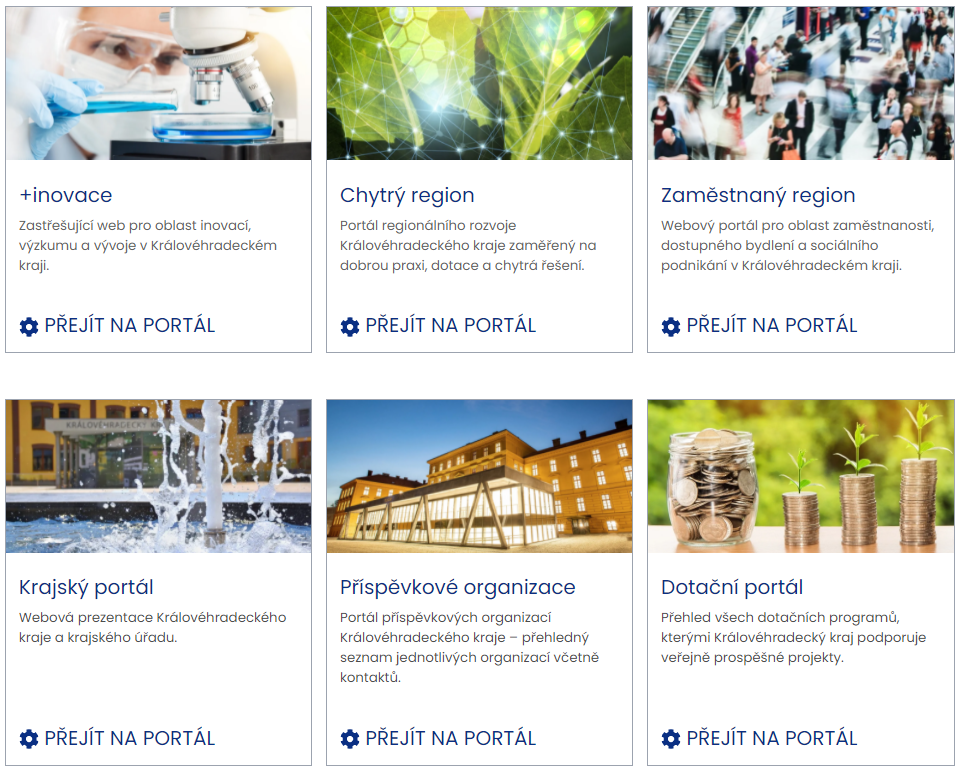 +inovace
Zastřešující web pro oblast inovací,
výzkumu a vývoje v Královéhradeckém
kraji.
PŘEJÍT NA PORTÁL
Chytrý region
Portál regionálního rozvoje
Královéhradeckého kraje zaměřený na
dobrou praxi, dotace a chytrá řešení.
PŘEJÍT NA PORTÁL
Zaměstnaný region
Webový portál pro oblast zaměstnanosti,
dostupného bydlení a sociálního
podnikání v Královéhradeckém kraji.
PŘEJÍT NA PORTÁL
KRÁLOVÉHRADECKÝ
Krajský portál
Webová prezentace Královéhradeckého
kraje a krajského úřadu.
PŘEJÍT NA PORTÁL
Příspěvkové organizace
Portál příspěvkových organizací
Královéhradeckého kraje – přehledný
seznam jednotlivých organizací včetně
kontaktů.
PŘEJÍT NA PORTÁL
Dotační portál
Přehled všech dotačních programů,
kterými Královéhradecký kraj podporuje
veřejně prospěšné projekty.
PŘEJÍT NA PORTÁL